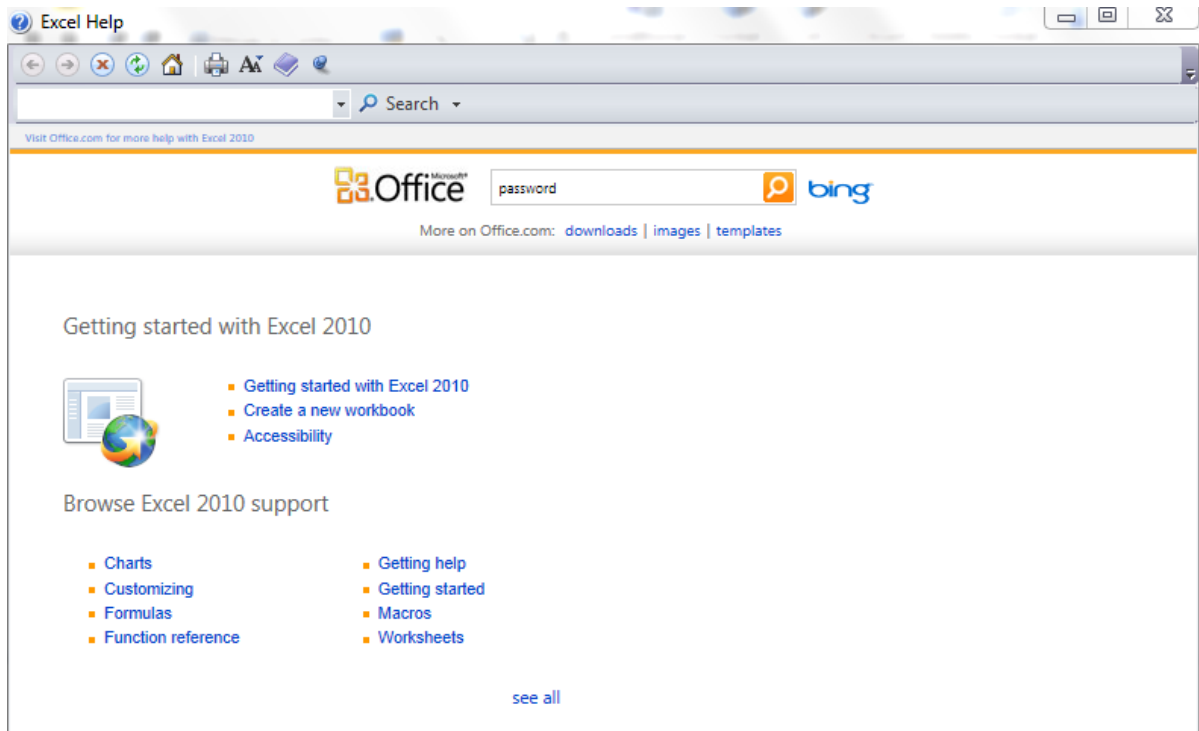 Excel Help
Search
Visit Office.com for more help with Excel 2010
Microsoft® Office password bing
More on Office.com: downloads | images | templates
Getting started with Excel 2010
Getting started with Excel 2010
Create a new workbook
Accessibility
Browse Excel 2010 support
Charts Getting help
Customizing Getting started
Formulas Macros
Function reference Worksheets
see all